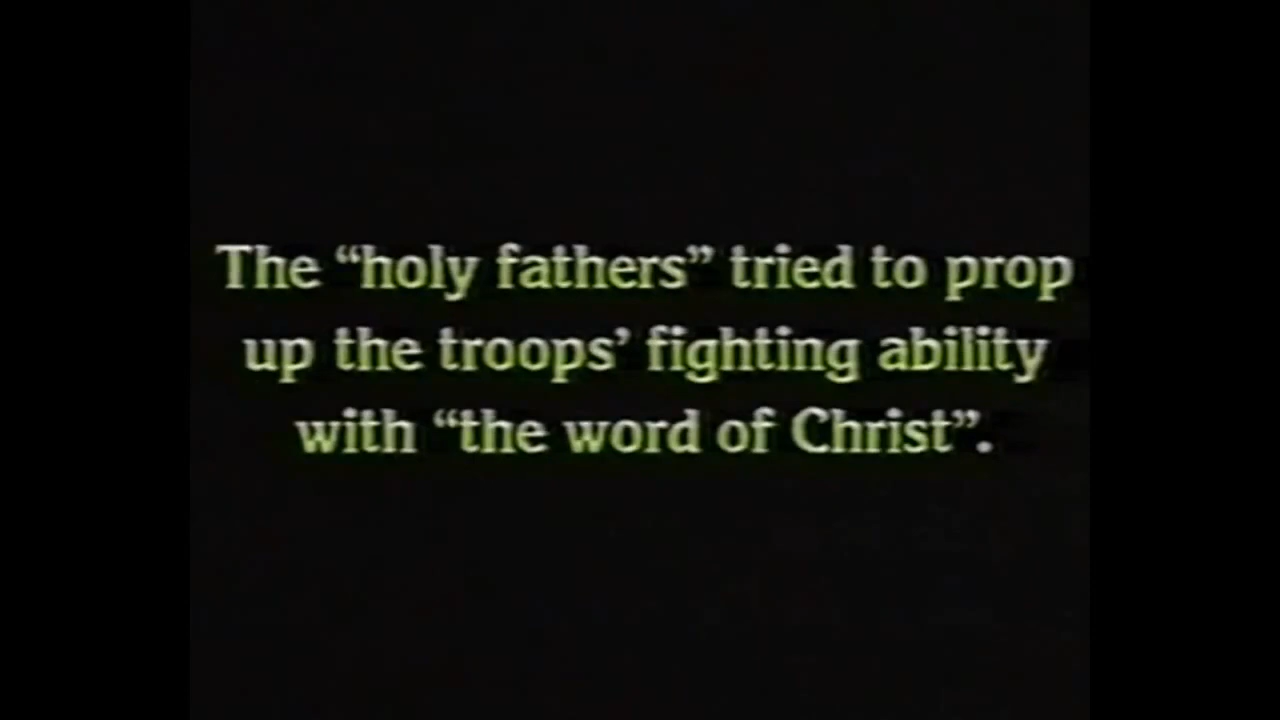 The “holy fathers” tried to prop
up the troops’ fighting ability
with “the word of Christ”.